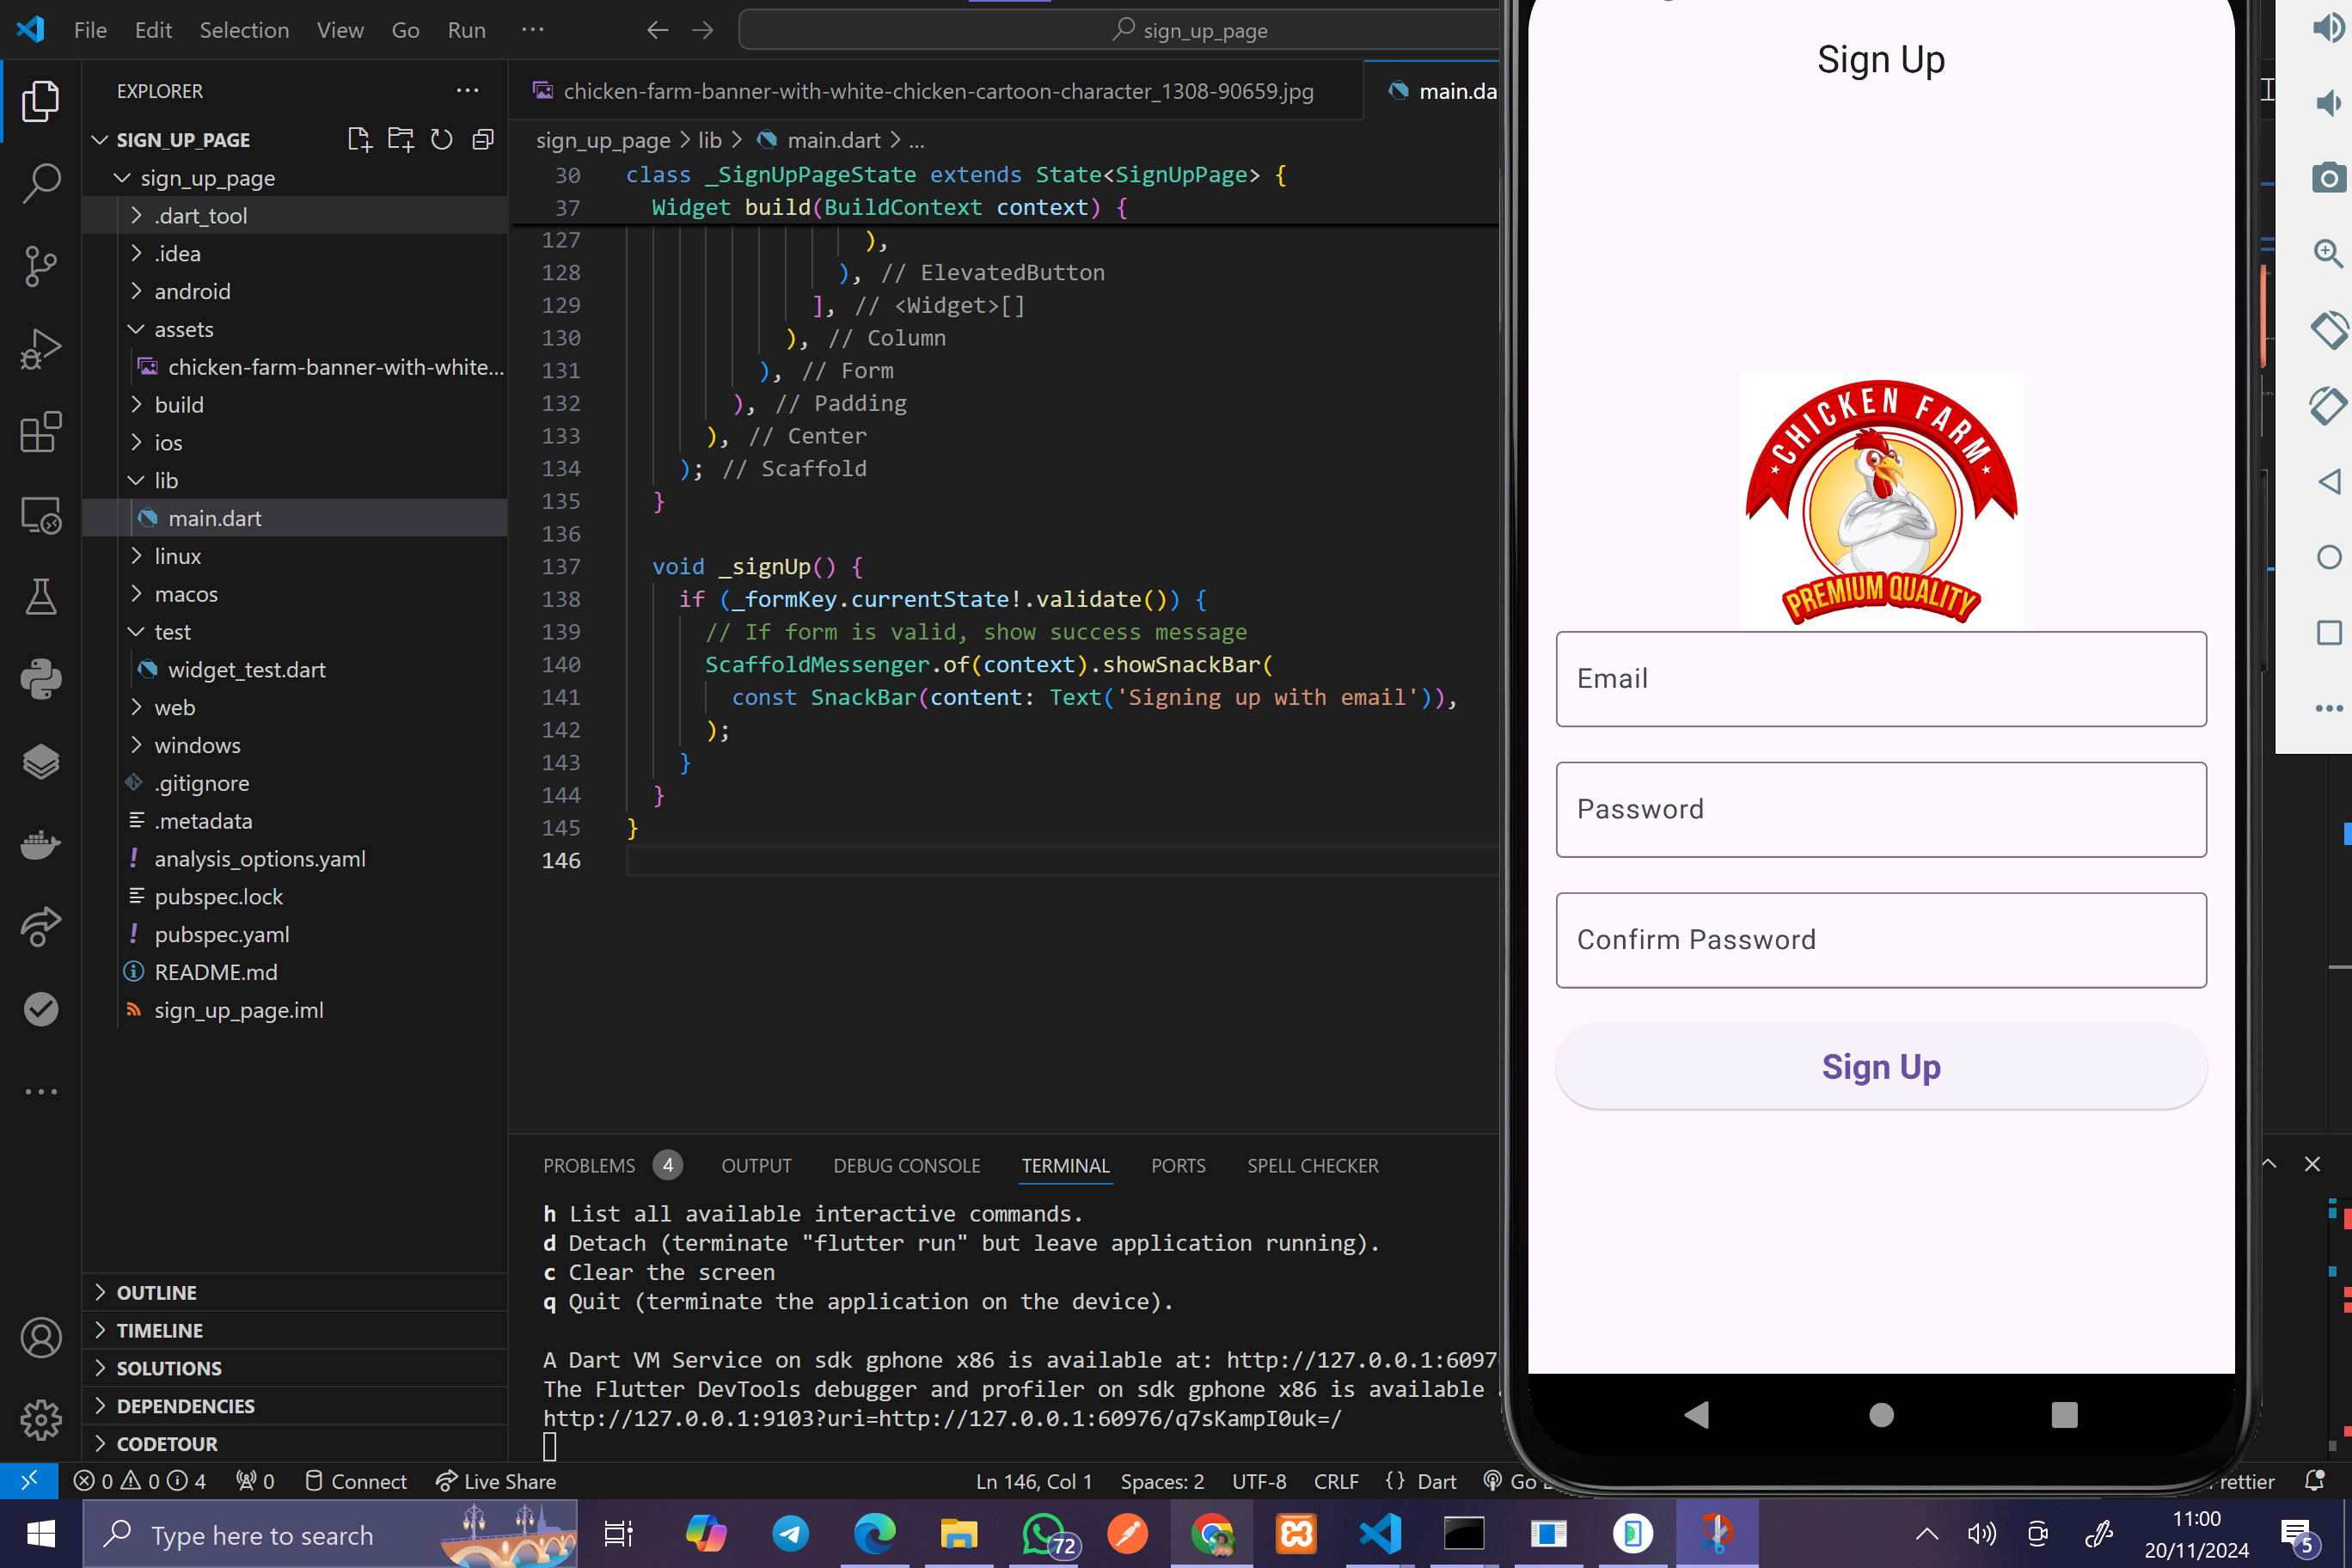 File Edit Selection View Go Run ···
sign_up_page
EXPLORER
SIGN_UP_PAGE
sign_up_page
.dart_tool
.idea
android
assets
chicken-farm-banner-with-white...
build
ios
lib
main.dart
linux
macos
test
widget_test.dart
web
windows
.gitignore
.metadata
analysis_options.yaml
pubspec.lock
pubspec.yaml
README.md
sign_up_page.iml
OUTLINE
TIMELINE
SOLUTIONS
DEPENDENCIES
CODETOUR
chicken-farm-banner-with-white-chicken-cartoon-character_1308-90659.jpg
main.da
sign_up_page > lib > main.dart > ...
30 class _SignUpPageState extends State<SignUpPage> {
37 Widget build(BuildContext context) {
127 ),
128 ), // ElevatedButton
129 ], // <Widget>[]
130 ), // Column
131 ), // Form
132 ), // Padding
133 ), // Center
134 ); // Scaffold
135 }
136
137 void _signUp() {
138 if (_formKey.currentState!.validate()) {
139 // If form is valid, show success message
140 ScaffoldMessenger.of(context).showSnackBar(
141 const SnackBar(content: Text('Signing up with email')),
142 );
143 }
144 }
145 }
146
PROBLEMS 4 OUTPUT DEBUG CONSOLE TERMINAL PORTS SPELL CHECKER
h List all available interactive commands.
d Detach (terminate "flutter run" but leave application running).
c Clear the screen
q Quit (terminate the application on the device).
A Dart VM Service on sdk gphone x86 is available at: http://127.0.0.1:6097
The Flutter DevTools debugger and profiler on sdk gphone x86 is available
http://127.0.0.1:9103?uri=http://127.0.0.1:60976/q7sKampI0uk=/
Sign Up
CHICKEN FARM
PREMIUM QUALITY
Email
Password
Confirm Password
Sign Up
0 0 4 0 Connect Live Share Ln 146, Col 1 Spaces: 2 UTF-8 CRLF {} Dart Go rettier
Type here to search
72
11:00
20/11/2024
5